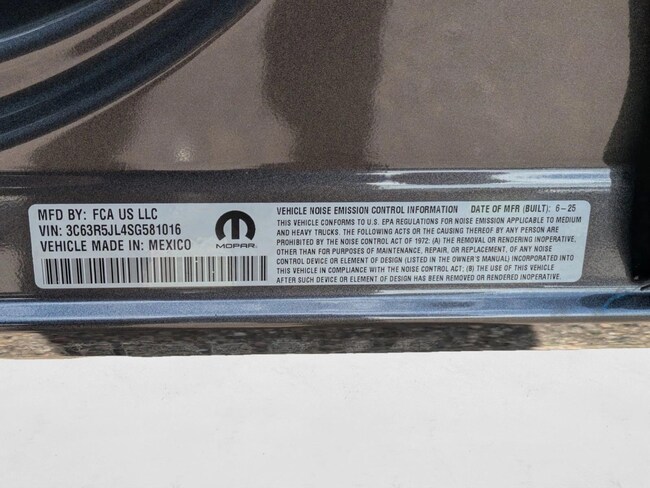 MFD BY: FCA US LLC
VIN: 3C63R5JL4SG581016
VEHICLE MADE IN: MEXICO
MOPAR
VEHICLE NOISE EMISSION CONTROL INFORMATION DATE OF MFR (BUILT): 6-25
THIS VEHICLE CONFORMS TO U.S. EPA REGULATIONS FOR NOISE EMISSION APPLICABLE TO MEDIUM
AND HEAVY TRUCKS. THE FOLLOWING ACTS OR CAUSING THEREOF BY ANY PERSON ARE
PROHIBITED BY THE NOISE CONTROL ACT OF 1972: (A) THE REMOVAL OR RENDERING INOPERATIVE,
OTHER THAN FOR PURPOSES OF MAINTENANCE, REPAIR, OR REPLACEMENT, OF ANY NOISE
CONTROL DEVICE OR ELEMENT OF DESIGN (LISTED IN THE OWNER'S MANUAL) INCORPORATED INTO
THIS VEHICLE IN COMPLIANCE WITH THE NOISE CONTROL ACT; (B) THE USE OF THIS VEHICLE
AFTER SUCH DEVICE OR ELEMENT OF DESIGN HAS BEEN REMOVED OR RENDERED INOPERATIVE.